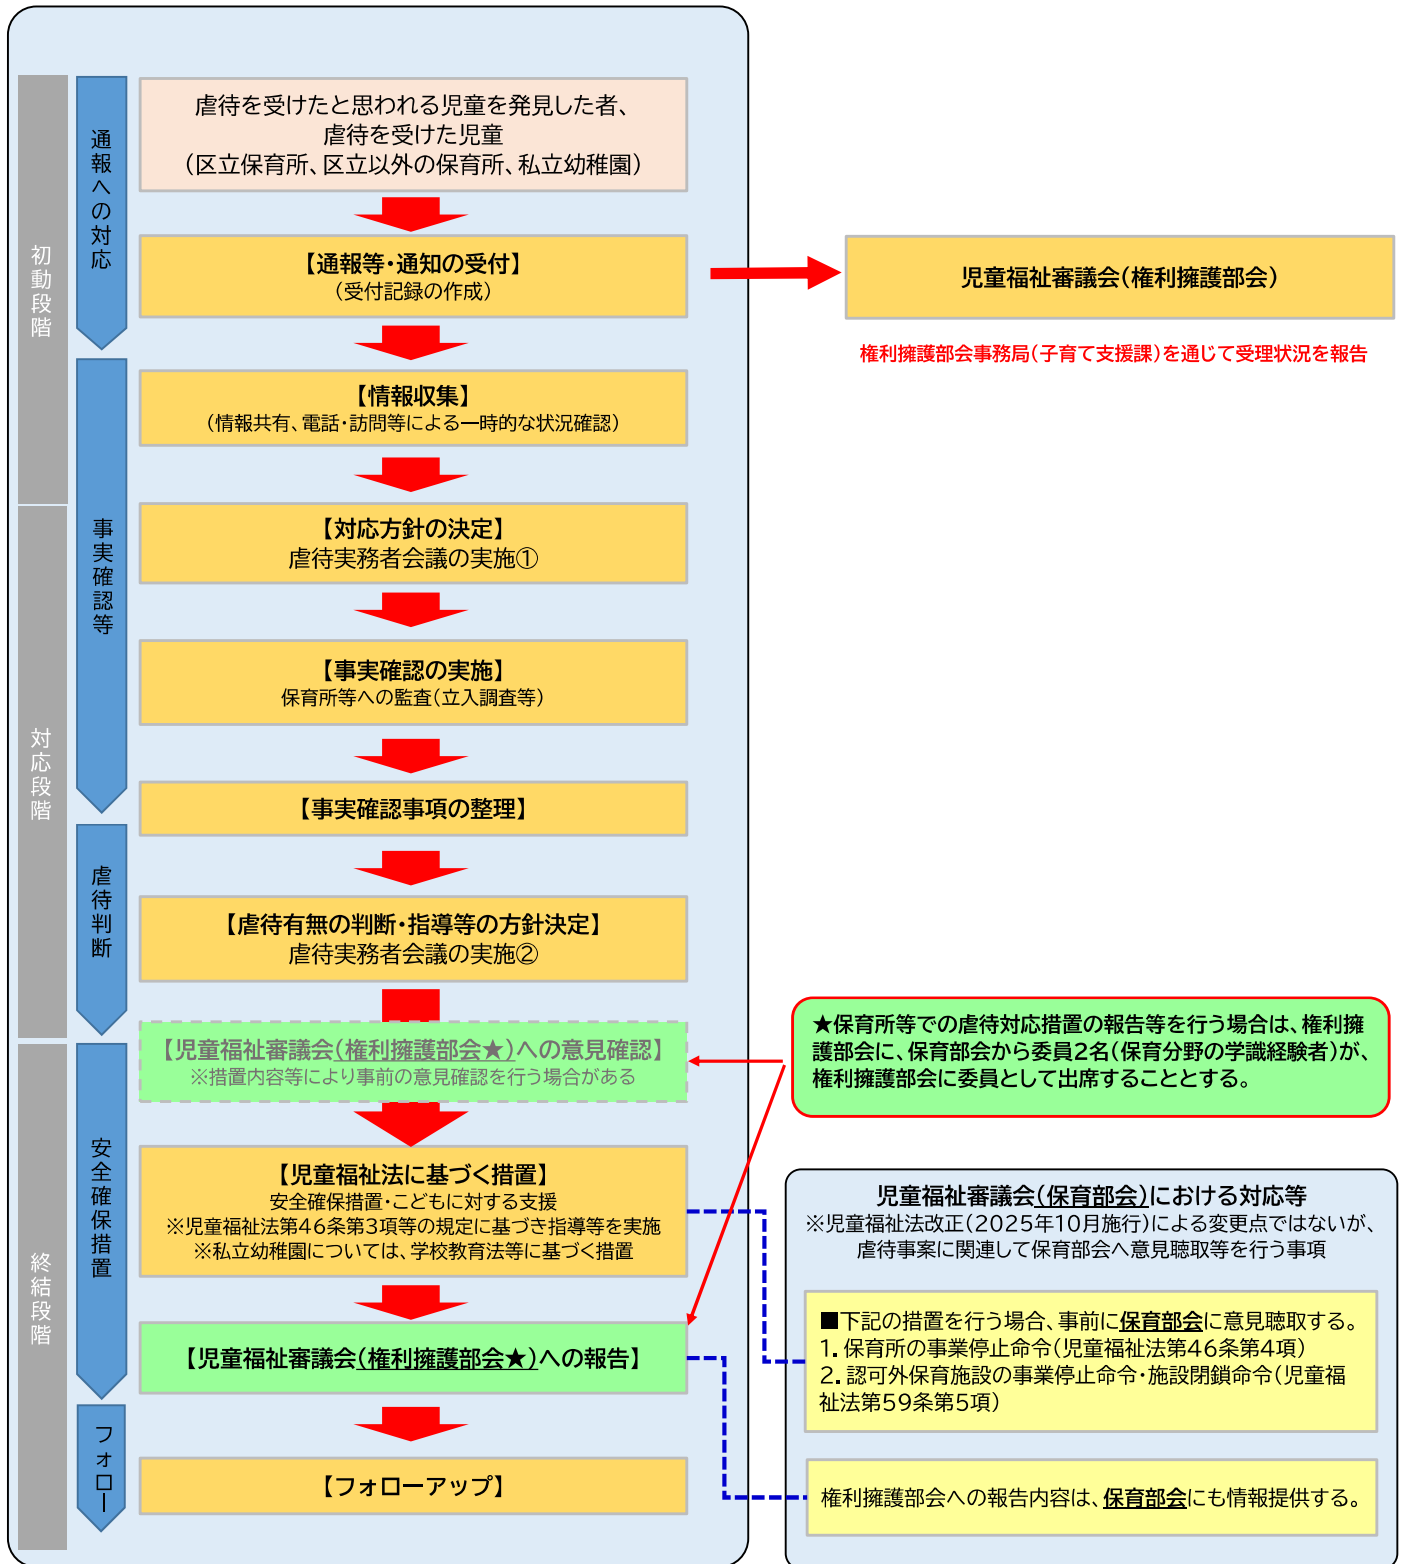 初動段階
対応段階
終結段階
通報への対応
事実確認等
虐待判断
安全確保措置
フォロー
虐待を受けたと思われる児童を発見した者、
虐待を受けた児童
（区立保育所、区立以外の保育所、私立幼稚園）
【通報等・通知の受付】
（受付記録の作成）
児童福祉審議会（権利擁護部会）
権利擁護部会事務局（子育て支援課）を通じて受理状況を報告
【情報収集】
（情報共有、電話・訪問等による一時的な状況確認）
【対応方針の決定】
虐待実務者会議の実施①
【事実確認の実施】
保育所等への監査（立入調査等）
【事実確認事項の整理】
【虐待有無の判断・指導等の方針決定】
虐待実務者会議の実施②
【児童福祉審議会（権利擁護部会★）への意見確認】
※措置内容等により事前の意見確認を行う場合がある
★保育所等での虐待対応措置の報告等を行う場合は、権利擁
護部会に、保育部会から委員2名（保育分野の学識経験者）が、
権利擁護部会に委員として出席することとする。
【児童福祉法に基づく措置】
安全確保措置・こどもに対する支援
※児童福祉法第46条第3項等の規定に基づき指導等を実施
※私立幼稚園については、学校教育法等に基づく措置
【児童福祉審議会（権利擁護部会★）への報告】
【フォローアップ】
児童福祉審議会（保育部会）における対応等
※児童福祉法改正（2025年10月施行）による変更点ではないが、
虐待事案に関連して保育部会へ意見聴取等を行う事項
■下記の措置を行う場合、事前に保育部会に意見聴取する。
1．保育所の事業停止命令（児童福祉法第46条第4項）
2．認可外保育施設の事業停止命令・施設閉鎖命令（児童福
祉法第59条第5項）
権利擁護部会への報告内容は、保育部会にも情報提供する。